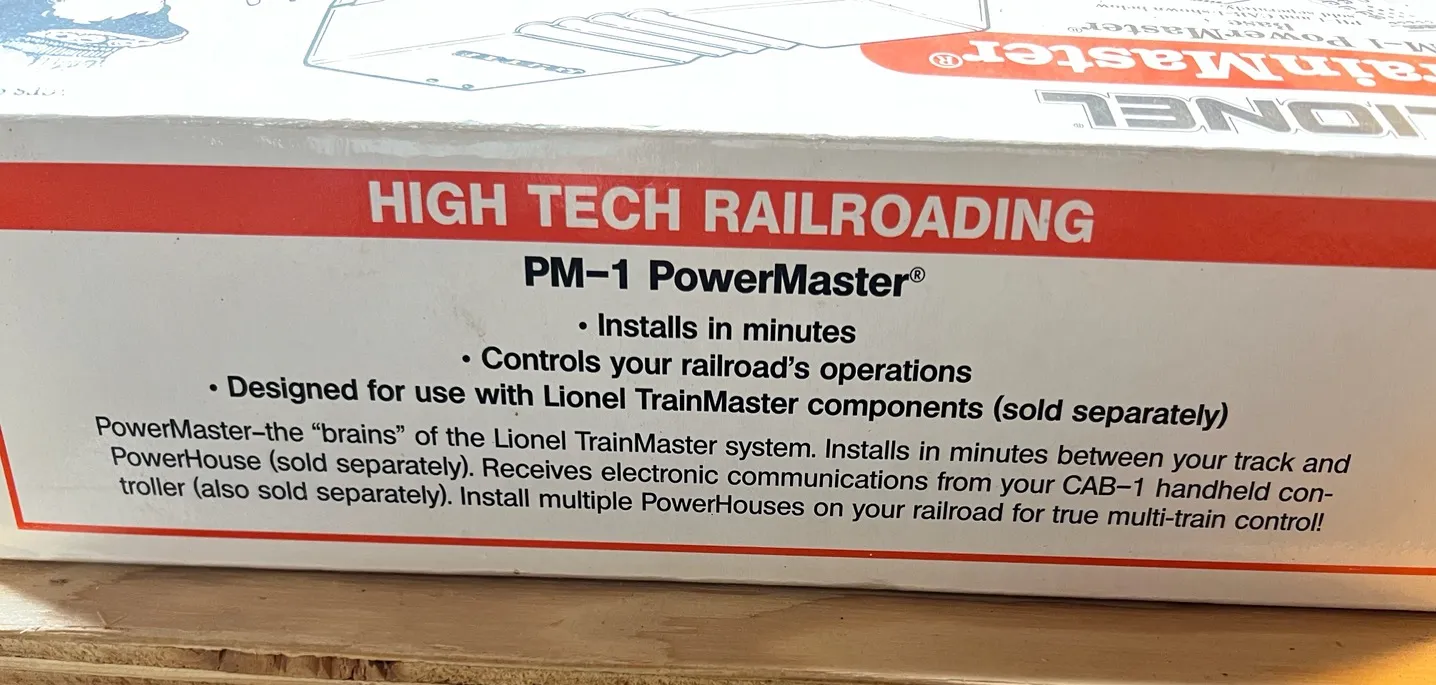 LIONEL
TrainMaster®
PM-1 PowerMaster®
HIGH TECH RAILROADING
PM–1 PowerMaster®
• Installs in minutes
• Controls your railroad's operations
• Designed for use with Lionel TrainMaster components (sold separately)
PowerMaster–the “brains” of the Lionel TrainMaster system. Installs in minutes between your track and
PowerHouse (sold separately). Receives electronic communications from your CAB–1 handheld con-
troller (also sold separately). Install multiple PowerHouses on your railroad for true multi-train control!